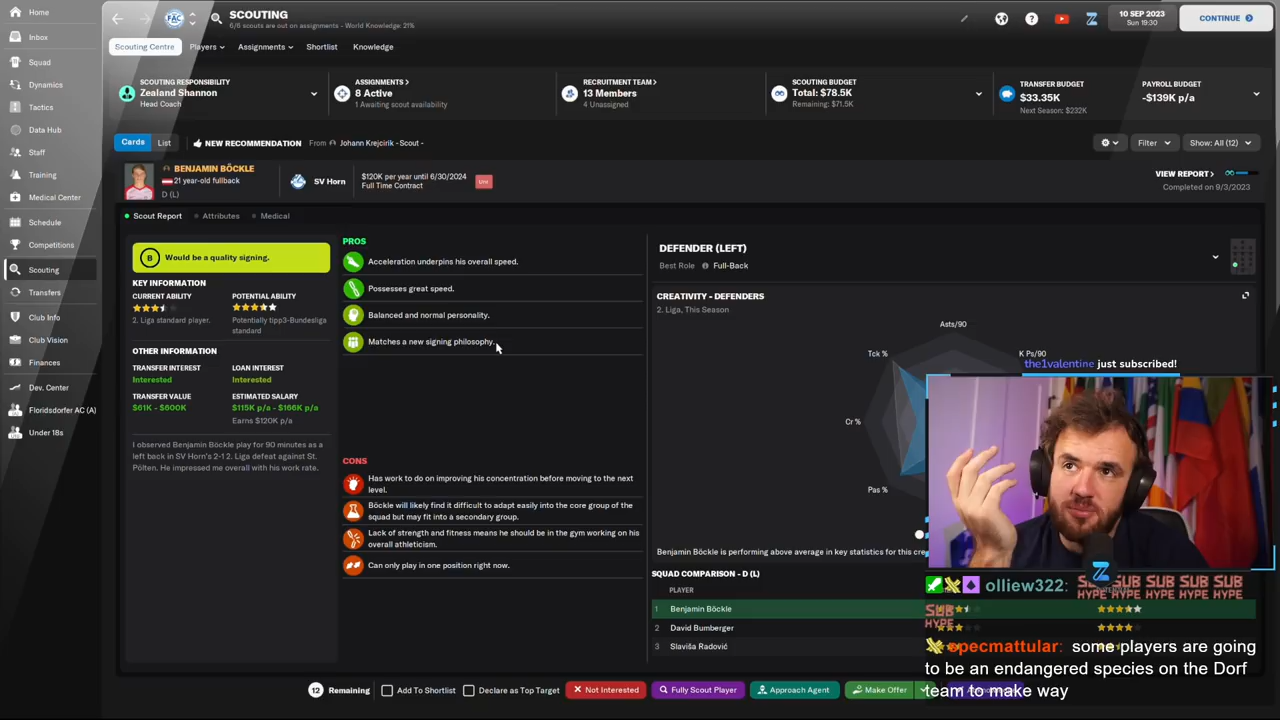 Home
Inbox
Squad
Dynamics
Tactics
Data Hub
Staff
Training
Medical Center
Schedule
Competitions
Scouting
Transfers
Club Info
Club Vision
Finances
Dev. Center
Floridsdorfer AC (A)
Under 18s
FAC
SCOUTING
6/6 scouts are out on assignments - World Knowledge: 21%
10 SEP 2023
Sun 19:30
CONTINUE
Scouting Centre
Players
Assignments
Shortlist
Knowledge
SCOUTING RESPONSIBILITY
Zealand Shannon
Head Coach
ASSIGNMENTS >
8 Active
1 Awaiting scout availability
RECRUITMENT TEAM >
13 Members
4 Unassigned
SCOUTING BUDGET
Total: $78.5K
Remaining: $71.5K
TRANSFER BUDGET
$33.35K
Next Season: $232K
PAYROLL BUDGET
-$139K p/a
Cards
List
NEW RECOMMENDATION
From
Johann Krejcirik - Scout -
Filter
Show: All (12)
BENJAMIN BÖCKLE
21 year-old fullback
D (L)
SV Horn
$120K per year until 6/30/2024
Full Time Contract
Unt
VIEW REPORT >
Completed on 9/3/2023
Scout Report
Attributes
Medical
B Would be a quality signing.
KEY INFORMATION
CURRENT ABILITY
2. Liga standard player.
POTENTIAL ABILITY
Potentially tipp3-Bundesliga
standard
OTHER INFORMATION
TRANSFER INTEREST
Interested
LOAN INTEREST
Interested
TRANSFER VALUE
$61K - $600K
ESTIMATED SALARY
$115K p/a - $166K p/a
Earns $120K p/a
I observed Benjamin Böckle play for 90 minutes as a
left back in SV Horn's 2-1 2. Liga defeat against St.
Pölten. He impressed me overall with his work rate.
PROS
Acceleration underpins his overall speed.
Possesses great speed.
Balanced and normal personality.
Matches a new signing philosophy.
CONS
Has work to do on improving his concentration before moving to the next
level.
Böckle will likely find it difficult to adapt easily into the core group of the
squad but may fit into a secondary group.
Lack of strength and fitness means he should be in the gym working on his
overall athleticism.
Can only play in one position right now.
DEFENDER (LEFT)
Best Role
Full-Back
CREATIVITY - DEFENDERS
2. Liga, This Season
Asts/90
Tck %
K Ps/90
Cr %
Pas %
the1valentine just subscribed!
Benjamin Böckle is performing above average in key statistics for this cre
SQUAD COMPARISON - D (L)
PLAYER
1 Benjamin Böckle
2 David Bumberger
3 Slaviša Radović
olliew322: SUB HYPE SUB HYPE SUB HYPE SUB HYPE SUB HYPE SUB HYPE SUB HYPE
specmattular: some players are going
to be an endangered species on the Dorf
team to make way
12 Remaining
Add To Shortlist
Declare as Top Target
Not Interested
Fully Scout Player
Approach Agent
Make Offer